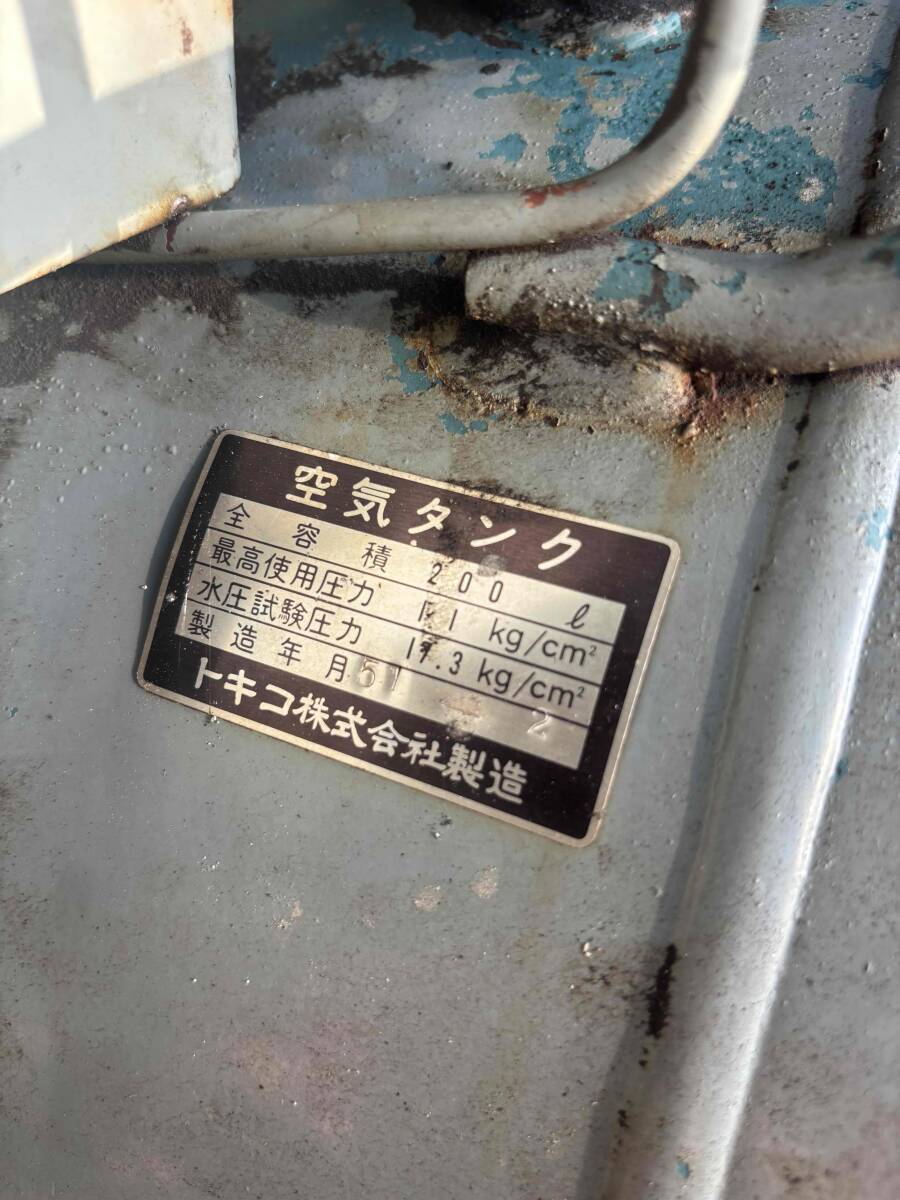 空気タンク
全容積 200 ℓ
最高使用圧力 11 kg/cm²
水圧試験圧力 17.3 kg/cm²
製造年月 51 2
トキコ株式会社製造